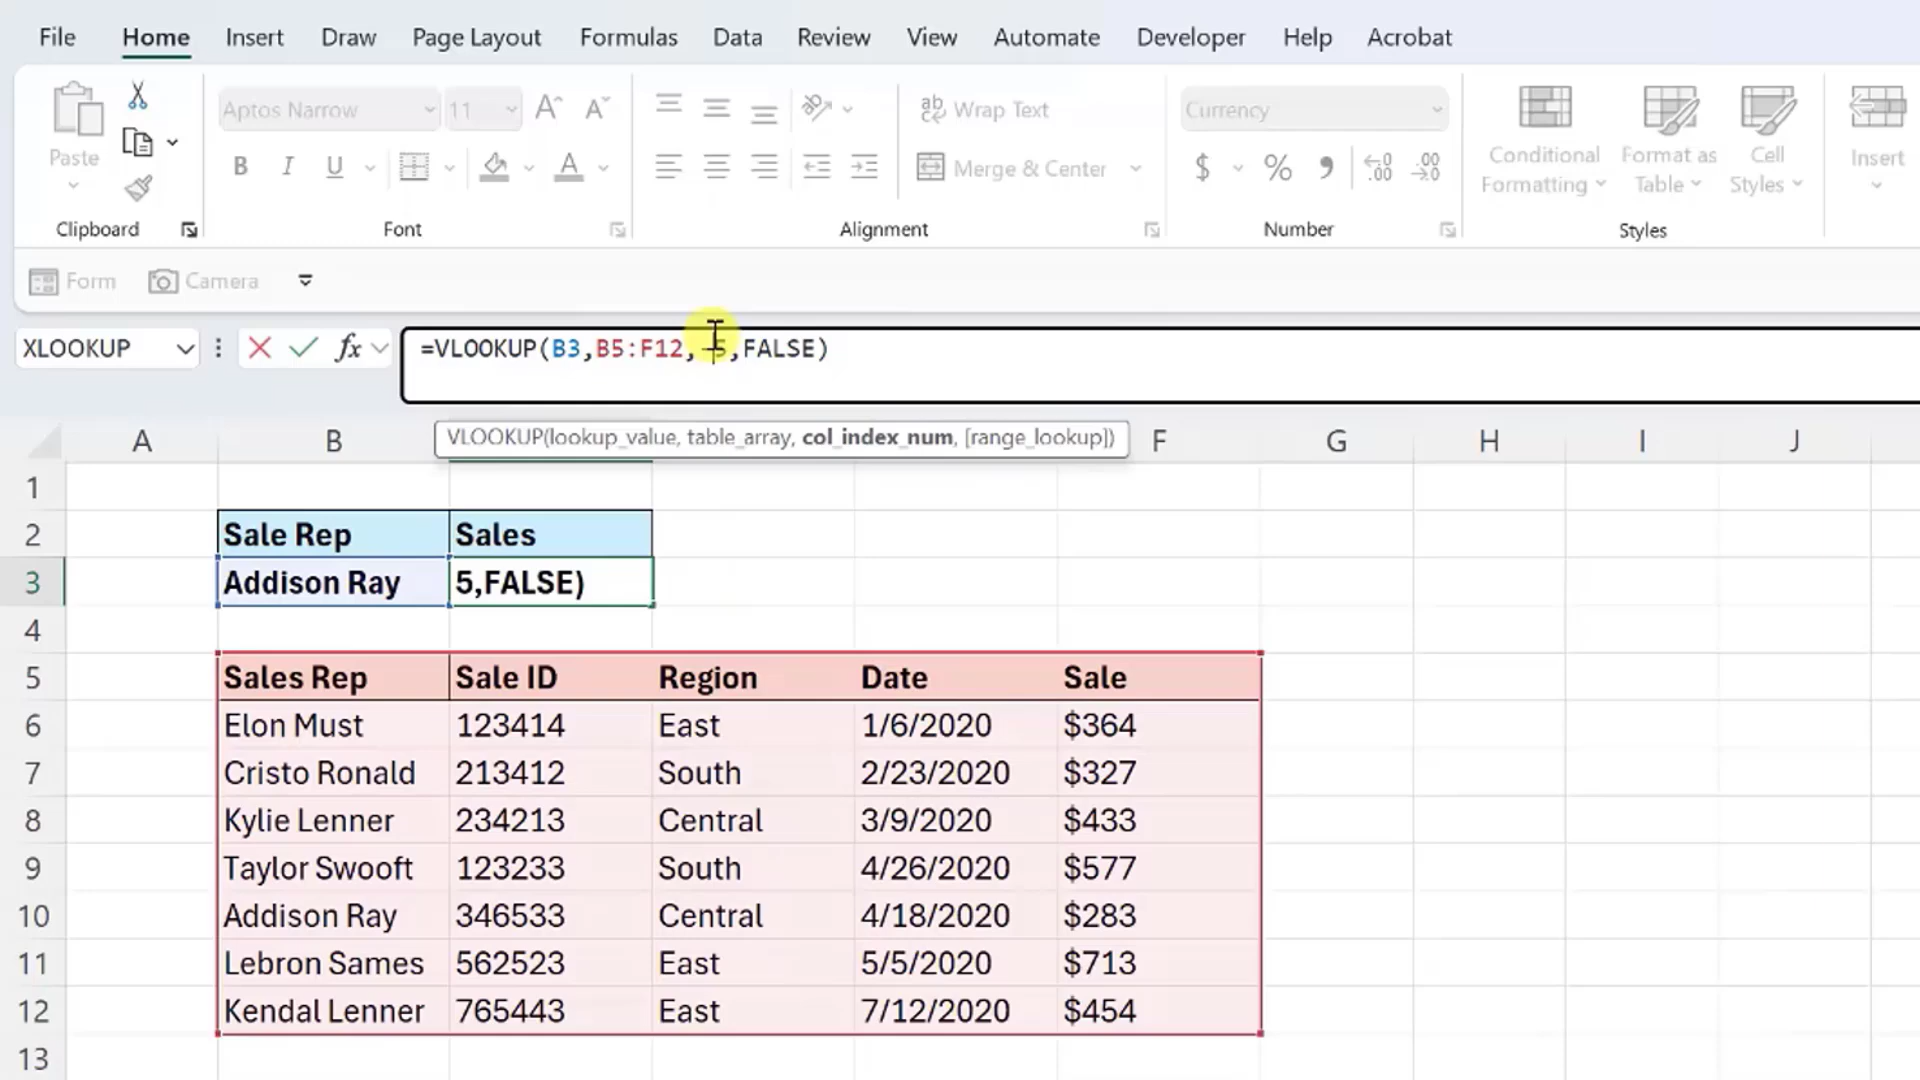 File Home Insert Draw Page Layout Formulas Data Review View Automate Developer Help Acrobat
Aptos Narrow 11 A A ab Wrap Text Currency
Paste B I U A Merge & Center $ % 9 .00 .00 Conditional Formatting Format as Table Cell Styles Insert
Clipboard Font Alignment Number Styles
Form Camera
XLOOKUP fx =VLOOKUP(B3,B5:F12, 5,FALSE)
VLOOKUP(lookup_value, table_array, col_index_num, [range_lookup])
A B F G H I J
1
2 Sale Rep Sales
3 Addison Ray 5,FALSE)
4
5 Sales Rep Sale ID Region Date Sale
6 Elon Must 123414 East 1/6/2020 $364
7 Cristo Ronald 213412 South 2/23/2020 $327
8 Kylie Lenner 234213 Central 3/9/2020 $433
9 Taylor Swooft 123233 South 4/26/2020 $577
10 Addison Ray 346533 Central 4/18/2020 $283
11 Lebron Sames 562523 East 5/5/2020 $713
12 Kendal Lenner 765443 East 7/12/2020 $454
13